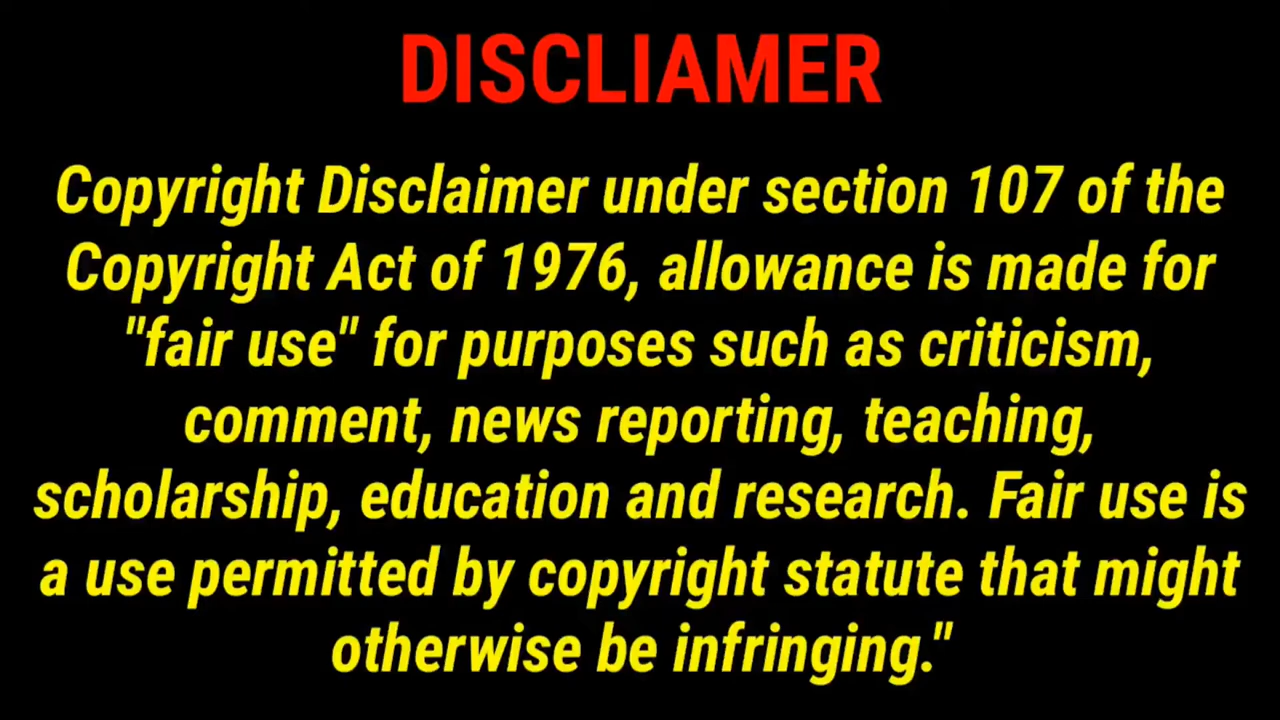 DISCLIAMER
Copyright Disclaimer under section 107 of the
Copyright Act of 1976, allowance is made for
"fair use" for purposes such as criticism,
comment, news reporting, teaching,
scholarship, education and research. Fair use is
a use permitted by copyright statute that might
otherwise be infringing."